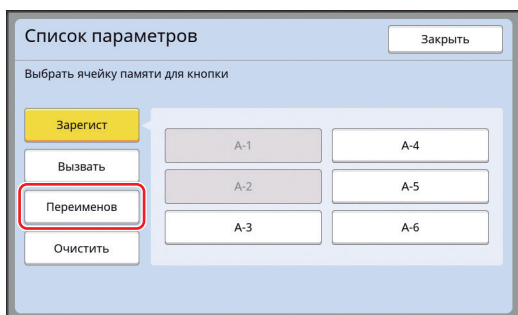 Список параметров
Закрыть
Выбрать ячейку памяти для кнопки
Зарегист
Вызвать
Переименов
Очистить
A-1
A-4
A-2
A-5
A-3
A-6